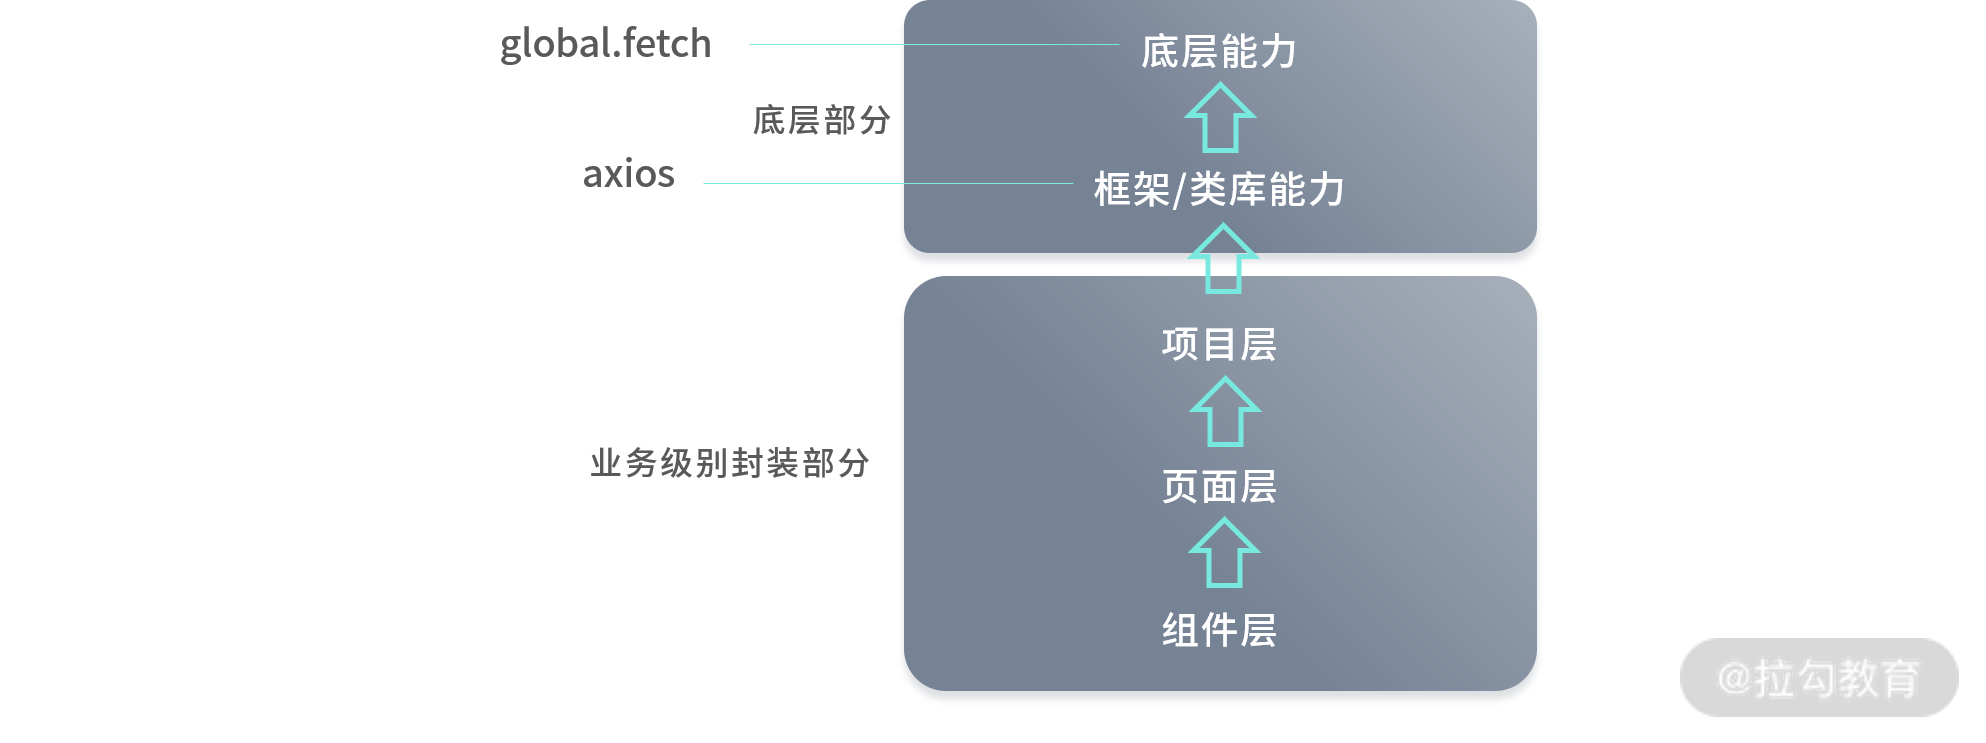 global.fetch
底层能力
底层部分
axios
框架/类库能力
项目层
业务级别封装部分
页面层
组件层
@拉勾教育